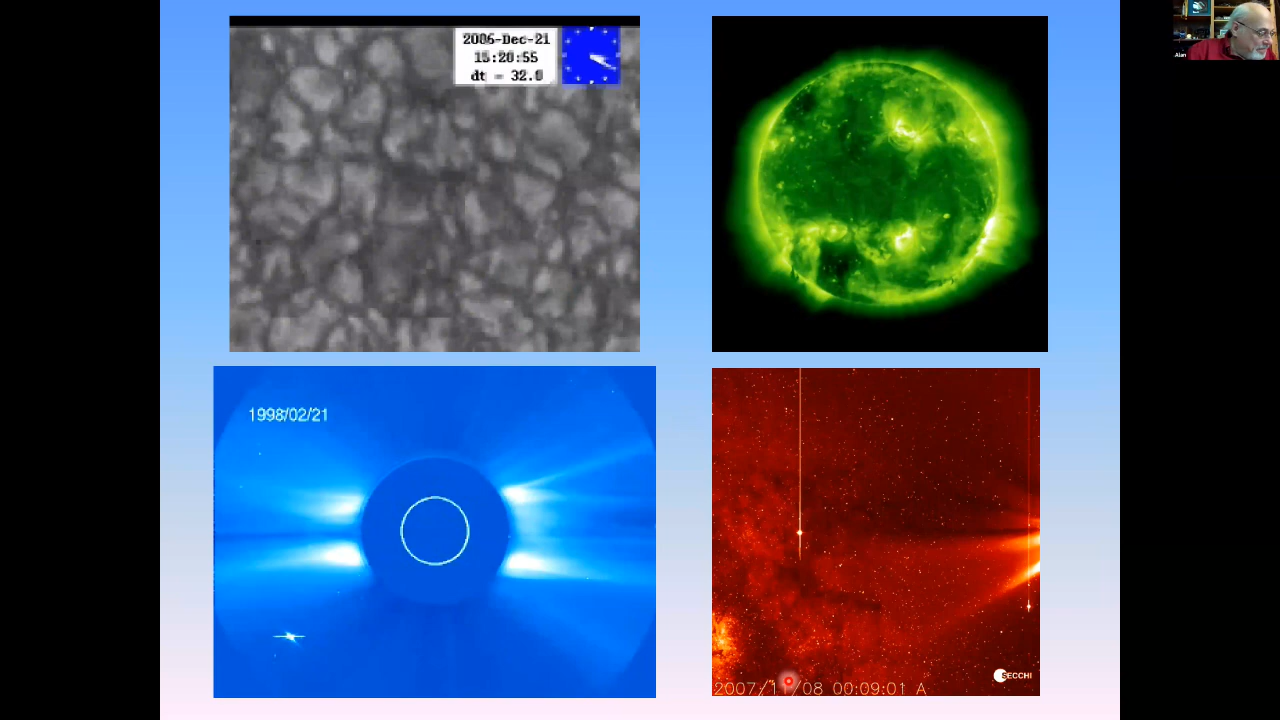 2006-Dec-21
15:20:55
dt = 32.0
Alan
1998/02/21
SECCHI
2007/11/08 00:09:01 A